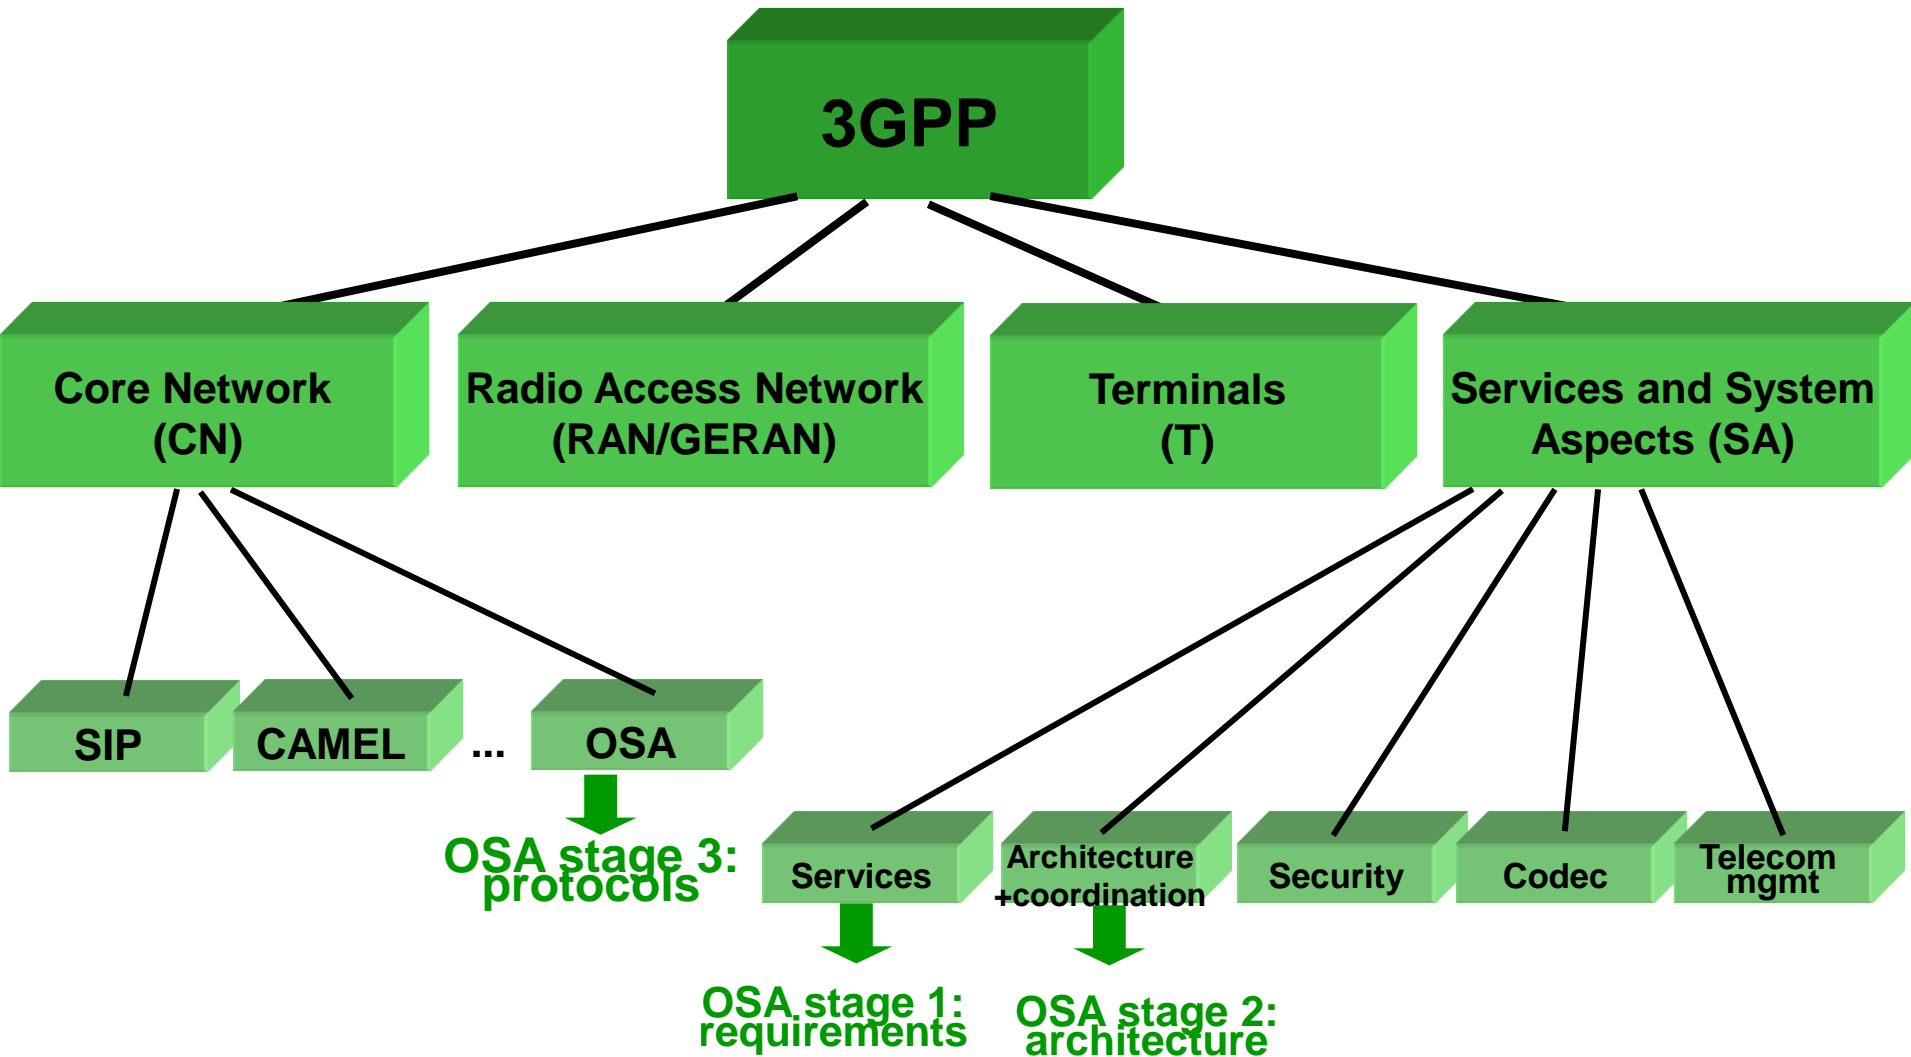 3GPP
Core Network
(CN)
Radio Access Network
(RAN/GERAN)
Terminals
(T)
Services and System
Aspects (SA)
SIP
CAMEL
...
OSA
OSA stage 3:
protocols
Services
Architecture
+coordination
Security
Codec
Telecom
mgmt
OSA stage 1:
requirements
OSA stage 2:
architecture